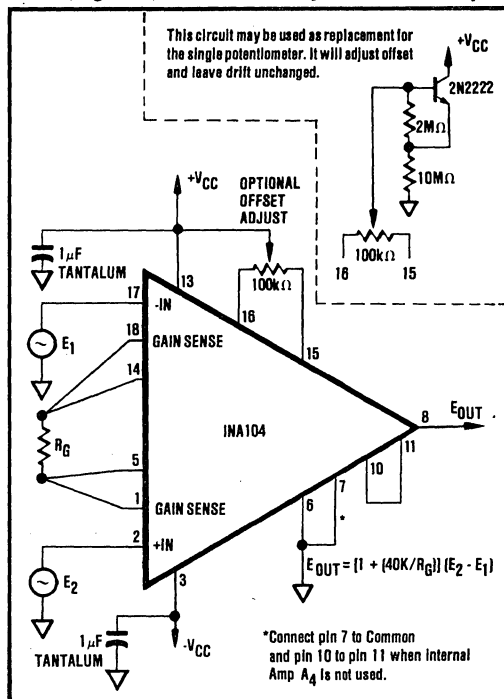 This circuit may be used as replacement for
the single potentiometer. It will adjust offset
and leave drift unchanged.
+VCC
2N2222
2MΩ
10MΩ
100kΩ
16
15
+VCC
OPTIONAL
OFFSET
ADJUST
1µF
TANTALUM
100kΩ
13
17
-IN
16
18
GAIN SENSE
15
E1
14
INA104
8
EOUT
RG
11
10
5
7
6
*
1
GAIN SENSE
2
+IN
3
E2
EOUT = [1 + (40K/RG)] (E2 - E1)
1µF
TANTALUM
-VCC
*Connect pin 7 to Common
and pin 10 to pin 11 when internal
Amp A4 is not used.